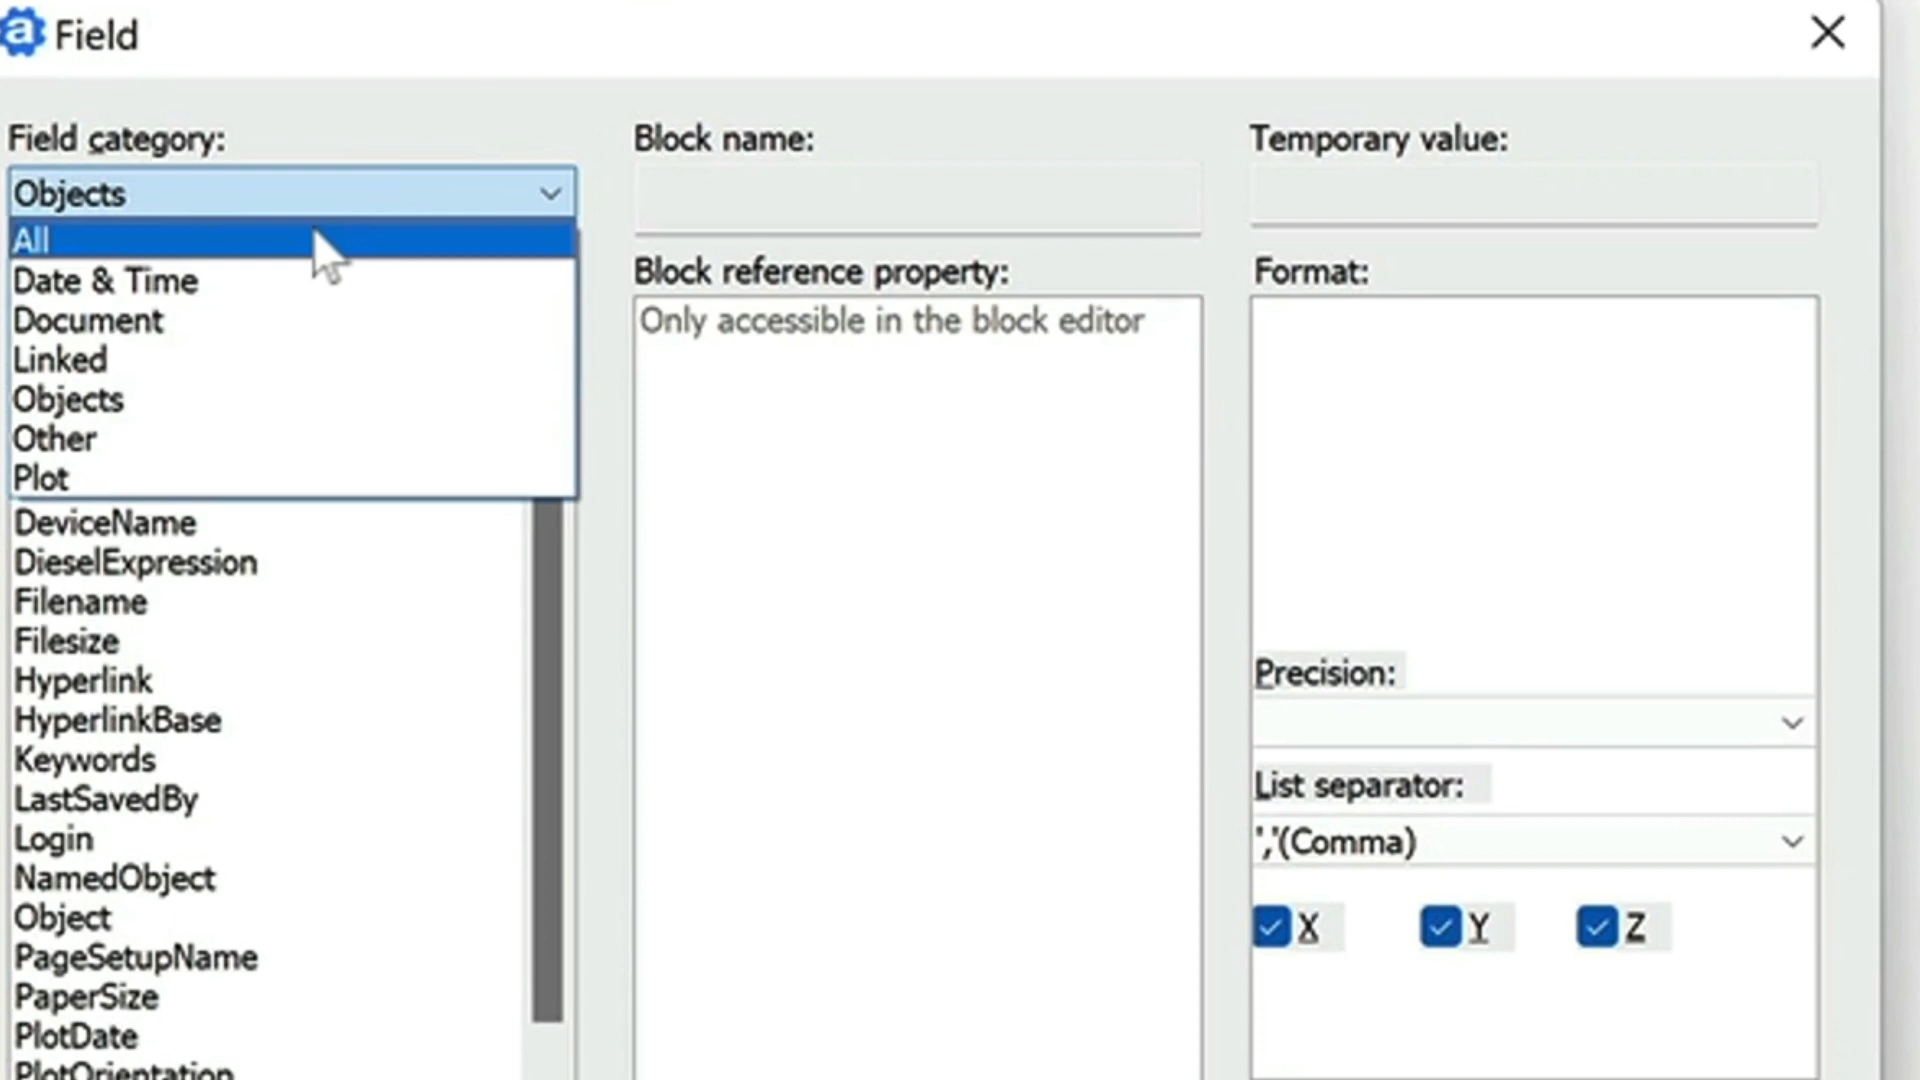 Field
Field category:
Objects
All
Date & Time
Document
Linked
Objects
Other
Plot
DeviceName
DieselExpression
Filename
Filesize
Hyperlink
HyperlinkBase
Keywords
LastSavedBy
Login
NamedObject
Object
PageSetupName
PaperSize
PlotDate
PlotOrientation
Block name:
Block reference property:
Only accessible in the block editor
Temporary value:
Format:
Precision:
List separator:
','(Comma)
X Y Z